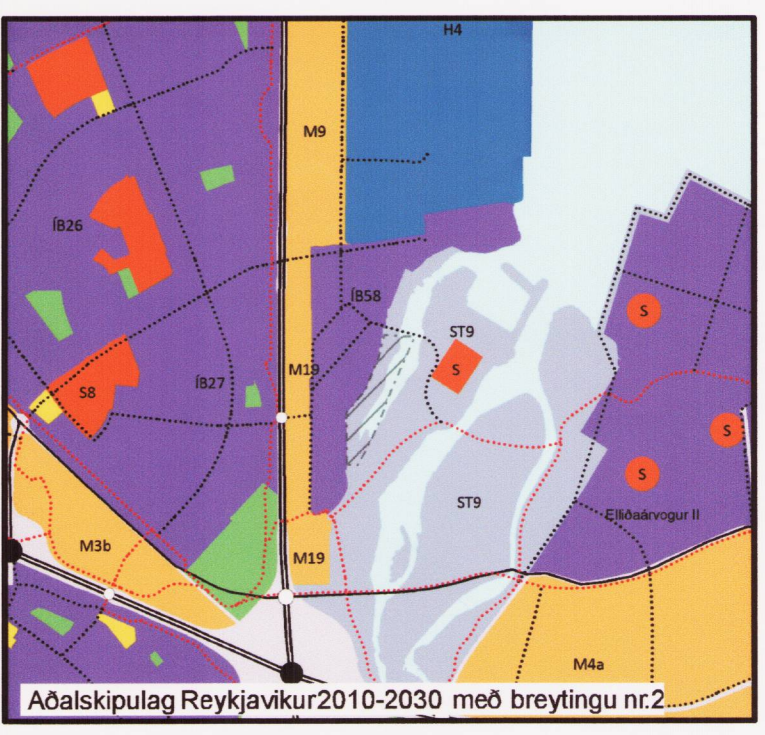 H4
M9
ÍB26
ÍB58
ST9
S
M19
S
S8
ÍB27
S
S
ST9
Elliðaárvogur II
M3b
M19
M4a
Aðalskipulag Reykjavikur2010-2030 með breytingu nr.2